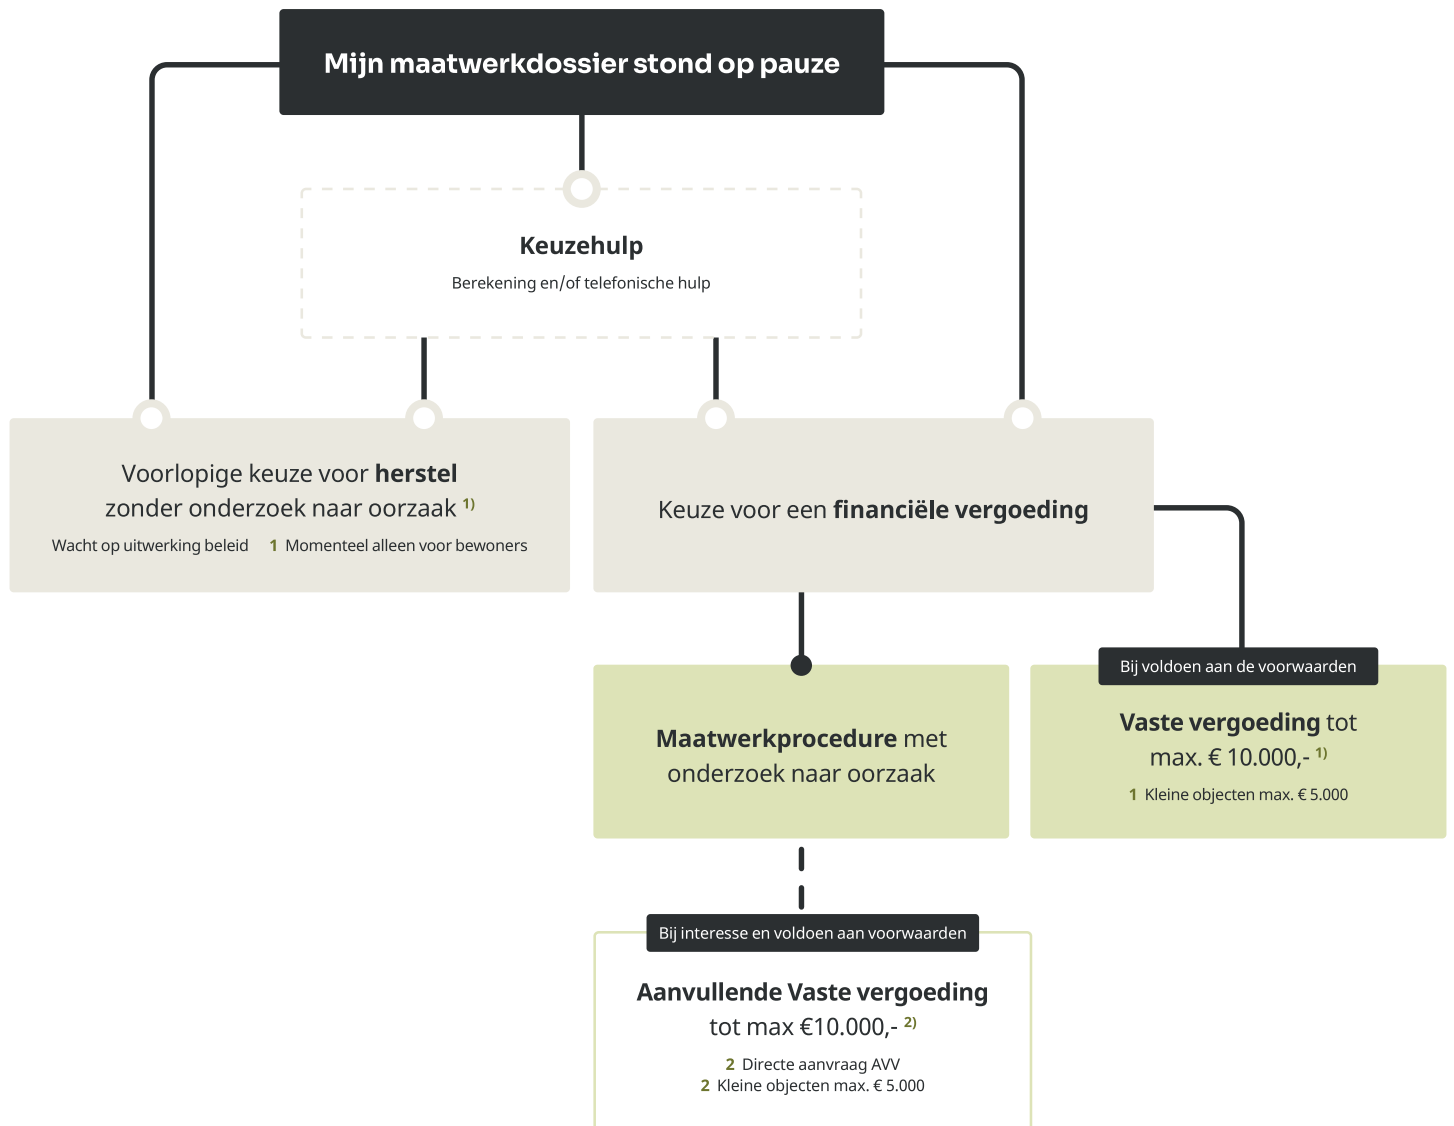 Mijn maatwerkdossier stond op pauze
Keuzehulp
Berekening en/of telefonische hulp
Voorlopige keuze voor herstel
zonder onderzoek naar oorzaak 1)
Wacht op uitwerking beleid 1 Momenteel alleen voor bewoners
Keuze voor een financiële vergoeding
Maatwerkprocedure met
onderzoek naar oorzaak
Bij voldoen aan de voorwaarden
Vaste vergoeding tot
max. € 10.000,- 1)
1 Kleine objecten max. € 5.000
Bij interesse en voldoen aan voorwaarden
Aanvullende Vaste vergoeding
tot max €10.000,- 2)
2 Directe aanvraag AVV
2 Kleine objecten max. € 5.000